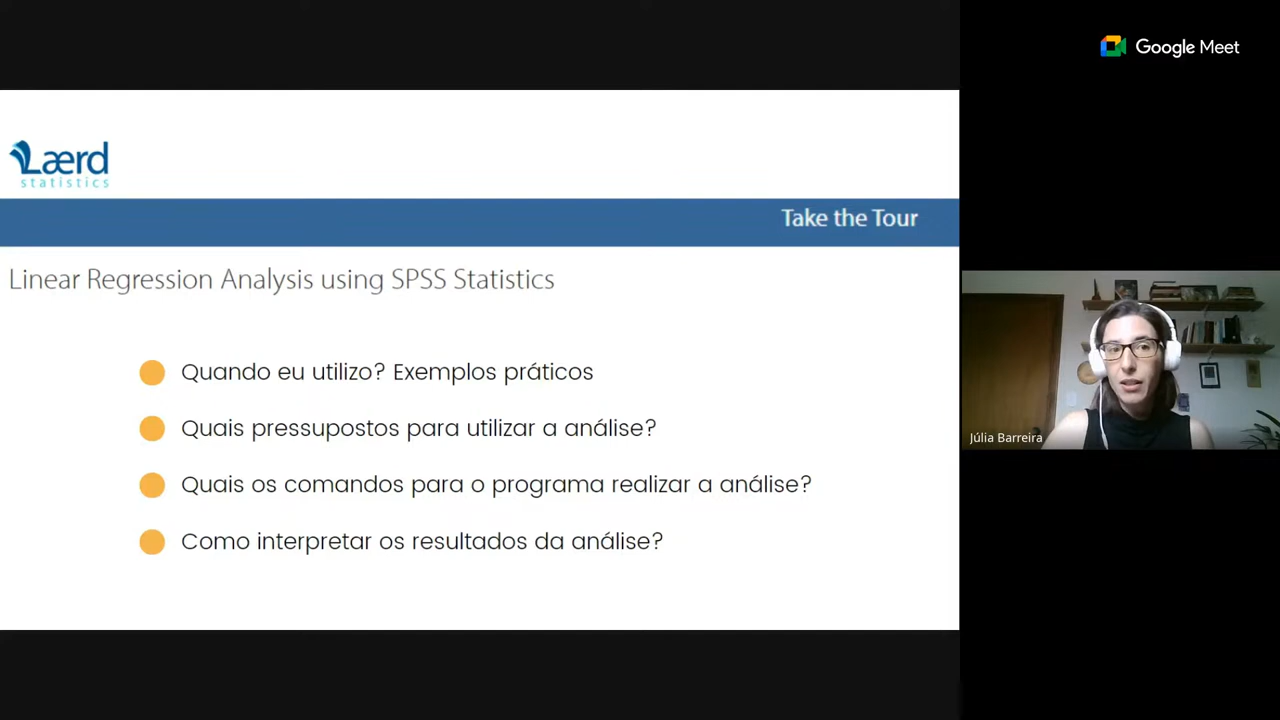 Google Meet
Lærd
statistics
Take the Tour
Linear Regression Analysis using SPSS Statistics
Quando eu utilizo? Exemplos práticos
Quais pressupostos para utilizar a análise?
Quais os comandos para o programa realizar a análise?
Como interpretar os resultados da análise?
Júlia Barreira